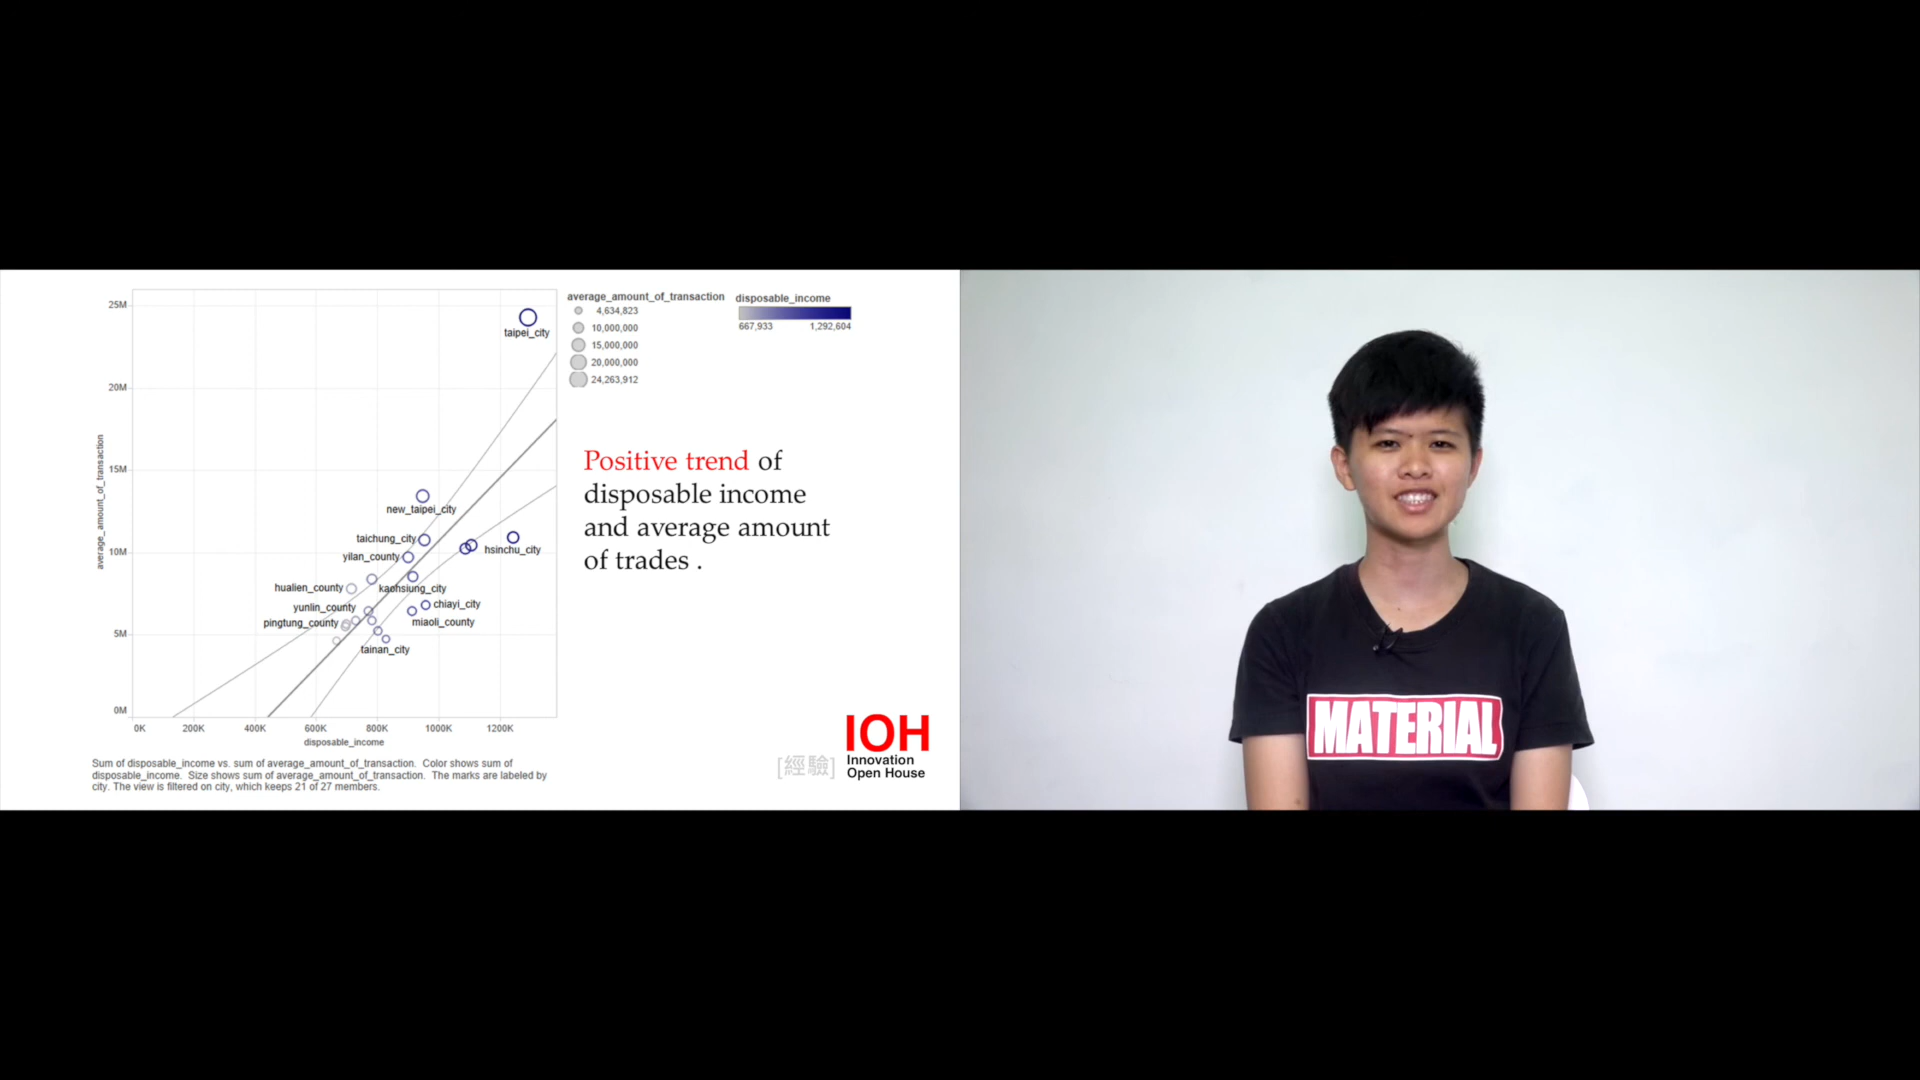 25M
20M
15M
10M
5M
0M
average_amount_of_transaction
0K 200K 400K 600K 800K 1000K 1200K
disposable_income
taipei_city
new_taipei_city
taichung_city
yilan_county
hsinchu_city
hualien_county
kaohsiung_city
yunlin_county
chiayi_city
pingtung_county
miaoli_county
tainan_city
average_amount_of_transaction
4,634,823
10,000,000
15,000,000
20,000,000
24,263,912
disposable_income
667,933 1,292,604
Positive trend of
disposable income
and average amount
of trades .
Sum of disposable_income vs. sum of average_amount_of_transaction. Color shows sum of
disposable_income. Size shows sum of average_amount_of_transaction. The marks are labeled by
city. The view is filtered on city, which keeps 21 of 27 members.
[經驗]
IOH
Innovation
Open House
MATERIAL